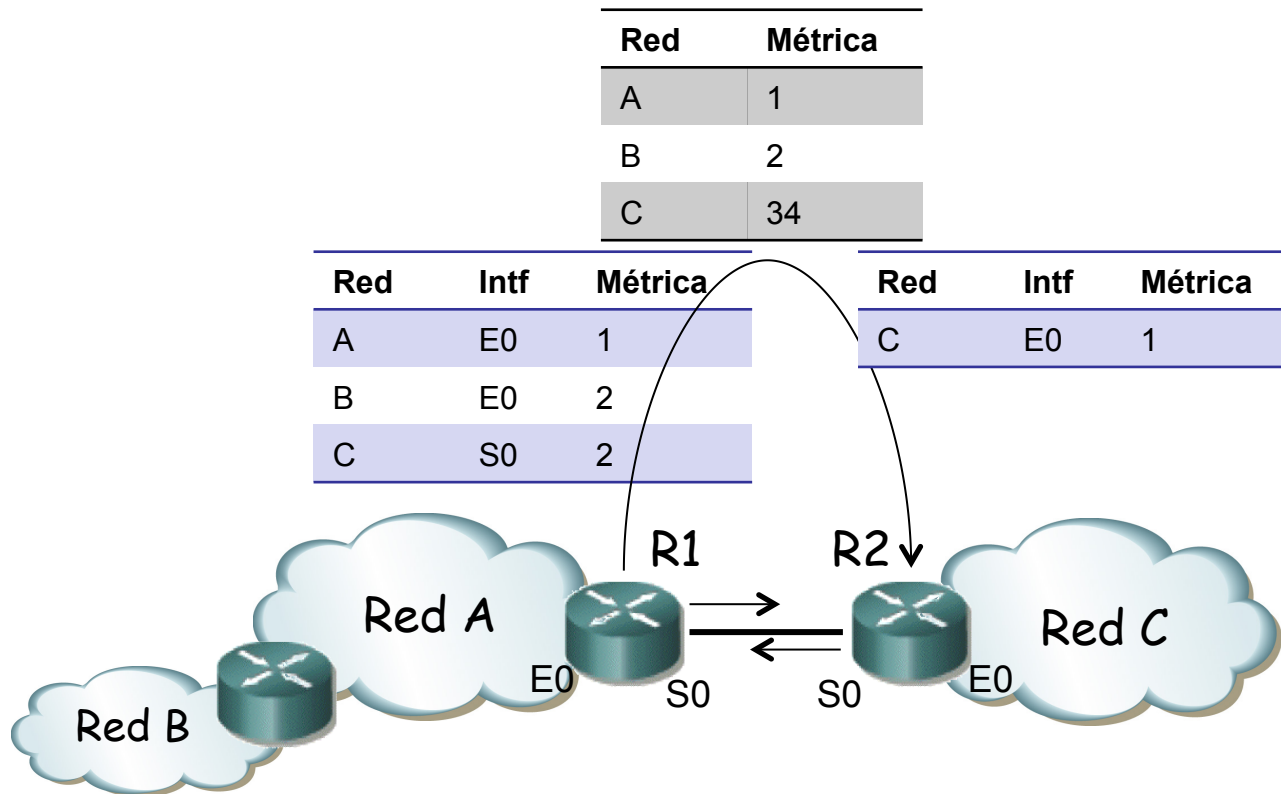 Red Métrica
A 1
B 2
C 34
Red Intf Métrica
A E0 1
B E0 2
C S0 2
Red Intf Métrica
C E0 1
R1 R2
Red A
Red C
E0 S0 S0 E0
Red B